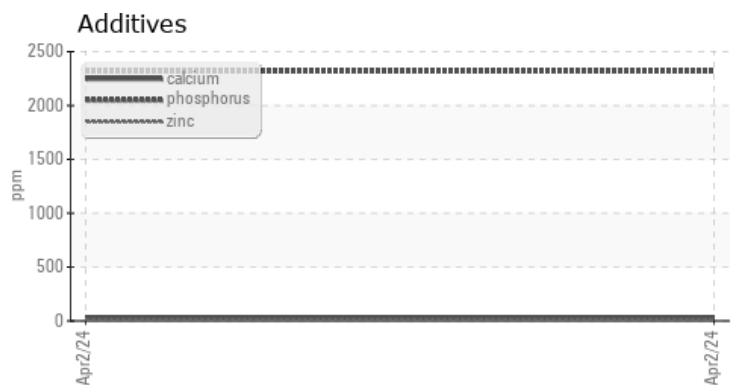 Additives
2500
2000
1500
1000
500
0
ppm
calcium
phosphorus
zinc
Apr2/24
Apr2/24